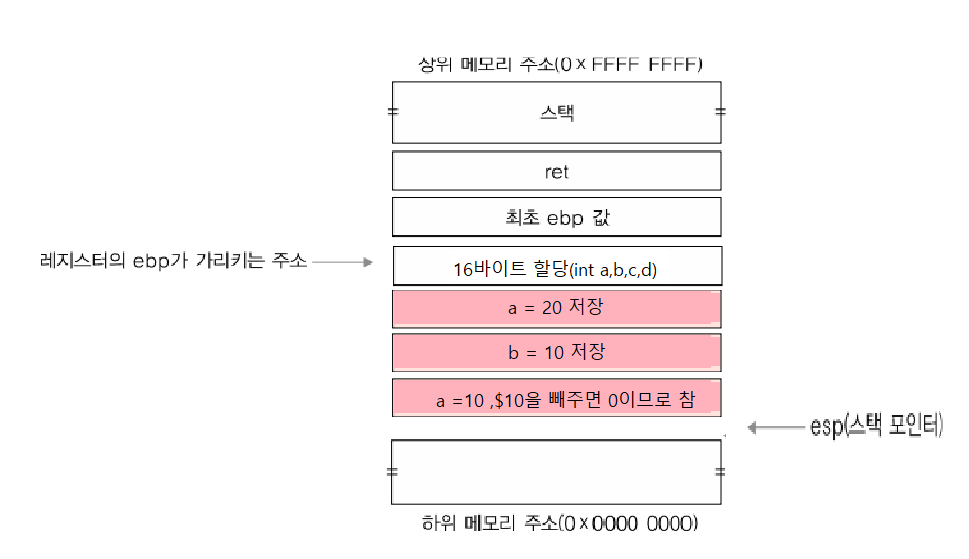 상위 메모리 주소(0×FFFF FFFF)
스택
ret
최초 ebp 값
레지스터의 ebp가 가리키는 주소
16바이트 할당(int a,b,c,d)
a = 20 저장
b = 10 저장
a =10 ,$10을 빼주면 0이므로 참
esp(스택 포인터)
하위 메모리 주소(0×0000 0000)